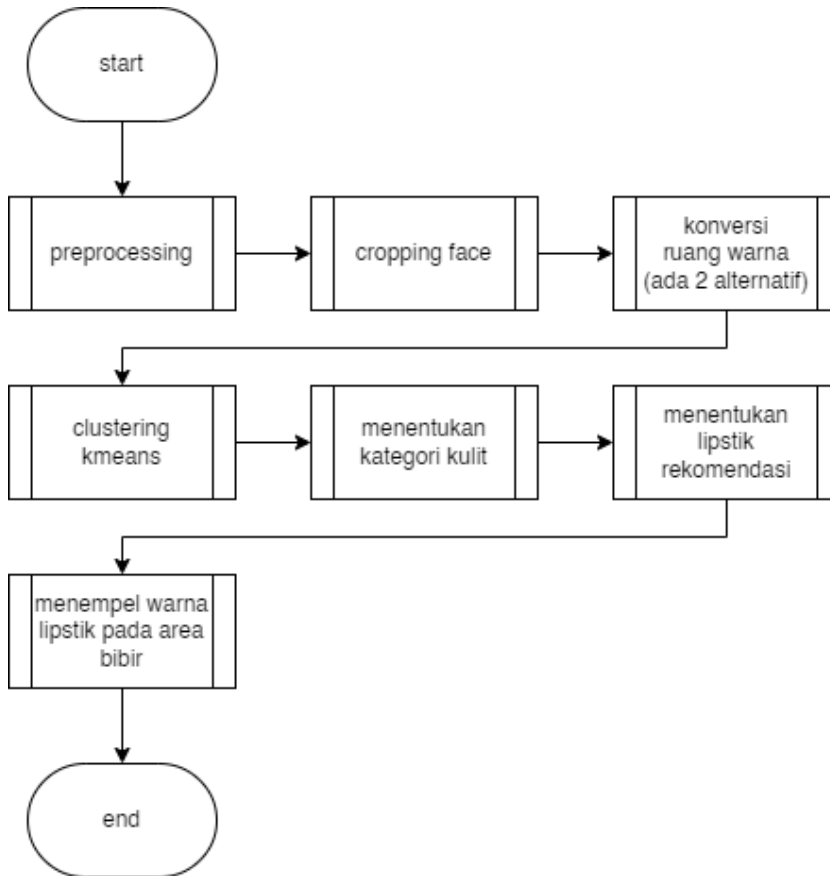 start
preprocessing
cropping face
konversi
ruang warna
(ada 2 alternatif)
clustering
kmeans
menentukan
kategori kulit
menentukan
lipstik
rekomendasi
menempel warna
lipstik pada area
bibir
end